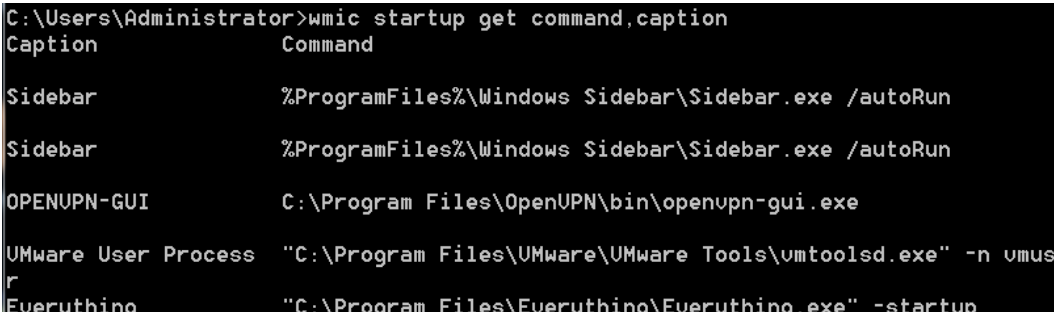 C:\Users\Administrator>wmic startup get command,caption
Caption Command
Sidebar %ProgramFiles%\Windows Sidebar\Sidebar.exe /autoRun
Sidebar %ProgramFiles%\Windows Sidebar\Sidebar.exe /autoRun
OPENVPN-GUI C:\Program Files\OpenVPN\bin\openvpn-gui.exe
VMware User Process "C:\Program Files\VMware\VMware Tools\vmtoolsd.exe" -n vmus
r
Everything "C:\Program Files\Everything\Everything.exe" -startup